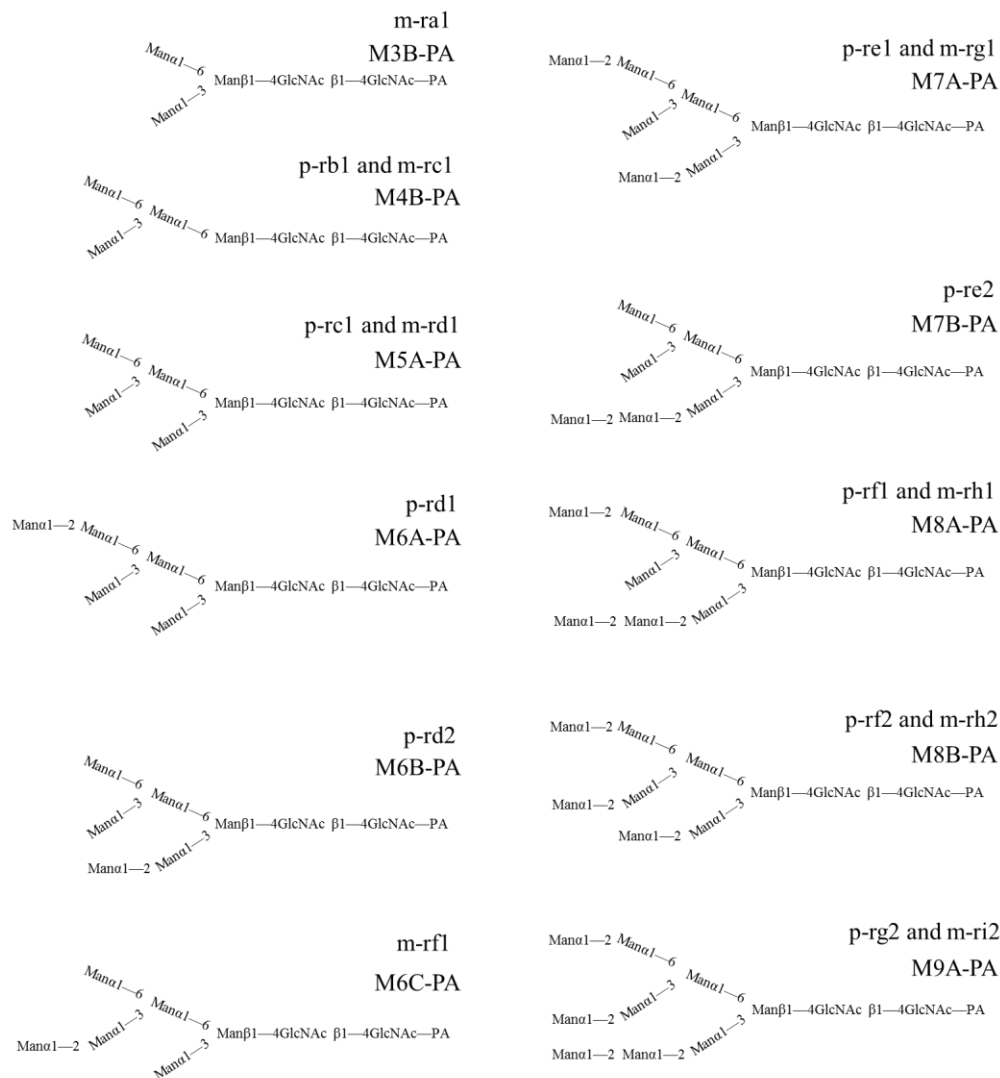 m-ra1
M3B-PA
Manα1—6
Manβ1—4GlcNAc β1—4GlcNAc—PA
Manα1—3
p-rb1 and m-rc1
M4B-PA
Manα1—6
Manα1—6
Manα1—3
Manβ1—4GlcNAc β1—4GlcNAc—PA
p-rc1 and m-rd1
M5A-PA
Manα1—6
Manα1—6
Manα1—3
Manβ1—4GlcNAc β1—4GlcNAc—PA
Manα1—3
p-rd1
M6A-PA
Manα1—2 Manα1—6
Manα1—6
Manα1—3
Manβ1—4GlcNAc β1—4GlcNAc—PA
Manα1—3
p-rd2
M6B-PA
Manα1—6
Manα1—6
Manα1—3
Manβ1—4GlcNAc β1—4GlcNAc—PA
Manα1—2 Manα1—3
m-rf1
M6C-PA
Manα1—6
Manα1—6
Manα1—2 Manα1—3
Manβ1—4GlcNAc β1—4GlcNAc—PA
Manα1—3
p-re1 and m-rg1
M7A-PA
Manα1—2 Manα1—6
Manα1—6
Manα1—3
Manβ1—4GlcNAc β1—4GlcNAc—PA
Manα1—2 Manα1—3
p-re2
M7B-PA
Manα1—6
Manα1—6
Manα1—3
Manβ1—4GlcNAc β1—4GlcNAc—PA
Manα1—2 Manα1—2 Manα1—3
p-rf1 and m-rh1
M8A-PA
Manα1—2 Manα1—6
Manα1—6
Manα1—3
Manβ1—4GlcNAc β1—4GlcNAc—PA
Manα1—2 Manα1—2 Manα1—3
p-rf2 and m-rh2
M8B-PA
Manα1—2 Manα1—6
Manα1—6
Manα1—2 Manα1—3
Manβ1—4GlcNAc β1—4GlcNAc—PA
Manα1—2 Manα1—3
p-rg2 and m-ri2
M9A-PA
Manα1—2 Manα1—6
Manα1—6
Manα1—2 Manα1—3
Manβ1—4GlcNAc β1—4GlcNAc—PA
Manα1—2 Manα1—2 Manα1—3